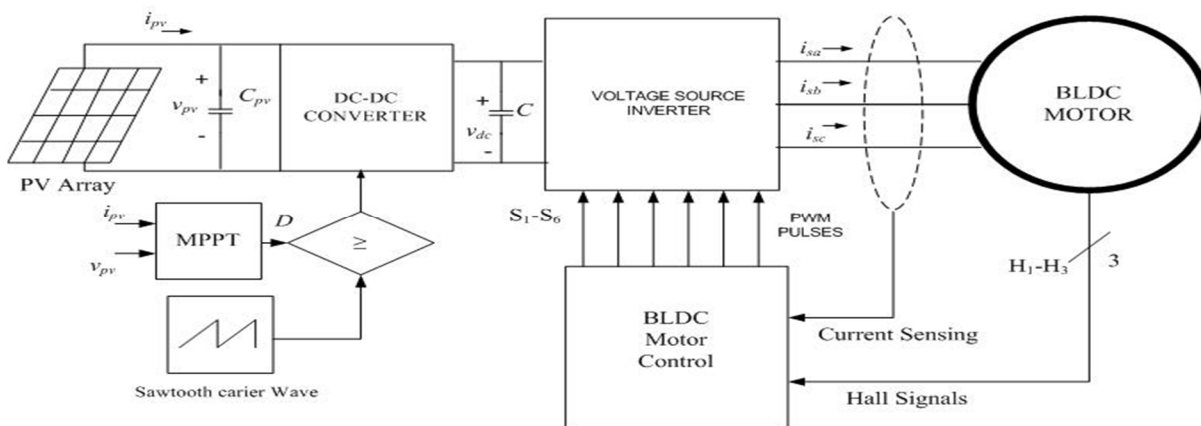 i_pv
PV Array
+
v_pv
-
C_pv
DC-DC
CONVERTER
+
v_dc
-
C
VOLTAGE SOURCE
INVERTER
i_sa
i_sb
i_sc
BLDC
MOTOR
i_pv
v_pv
MPPT
D
≥
Sawtooth carier Wave
S₁-S₆
PWM
PULSES
BLDC
Motor
Control
Current Sensing
Hall Signals
H₁-H₃
3